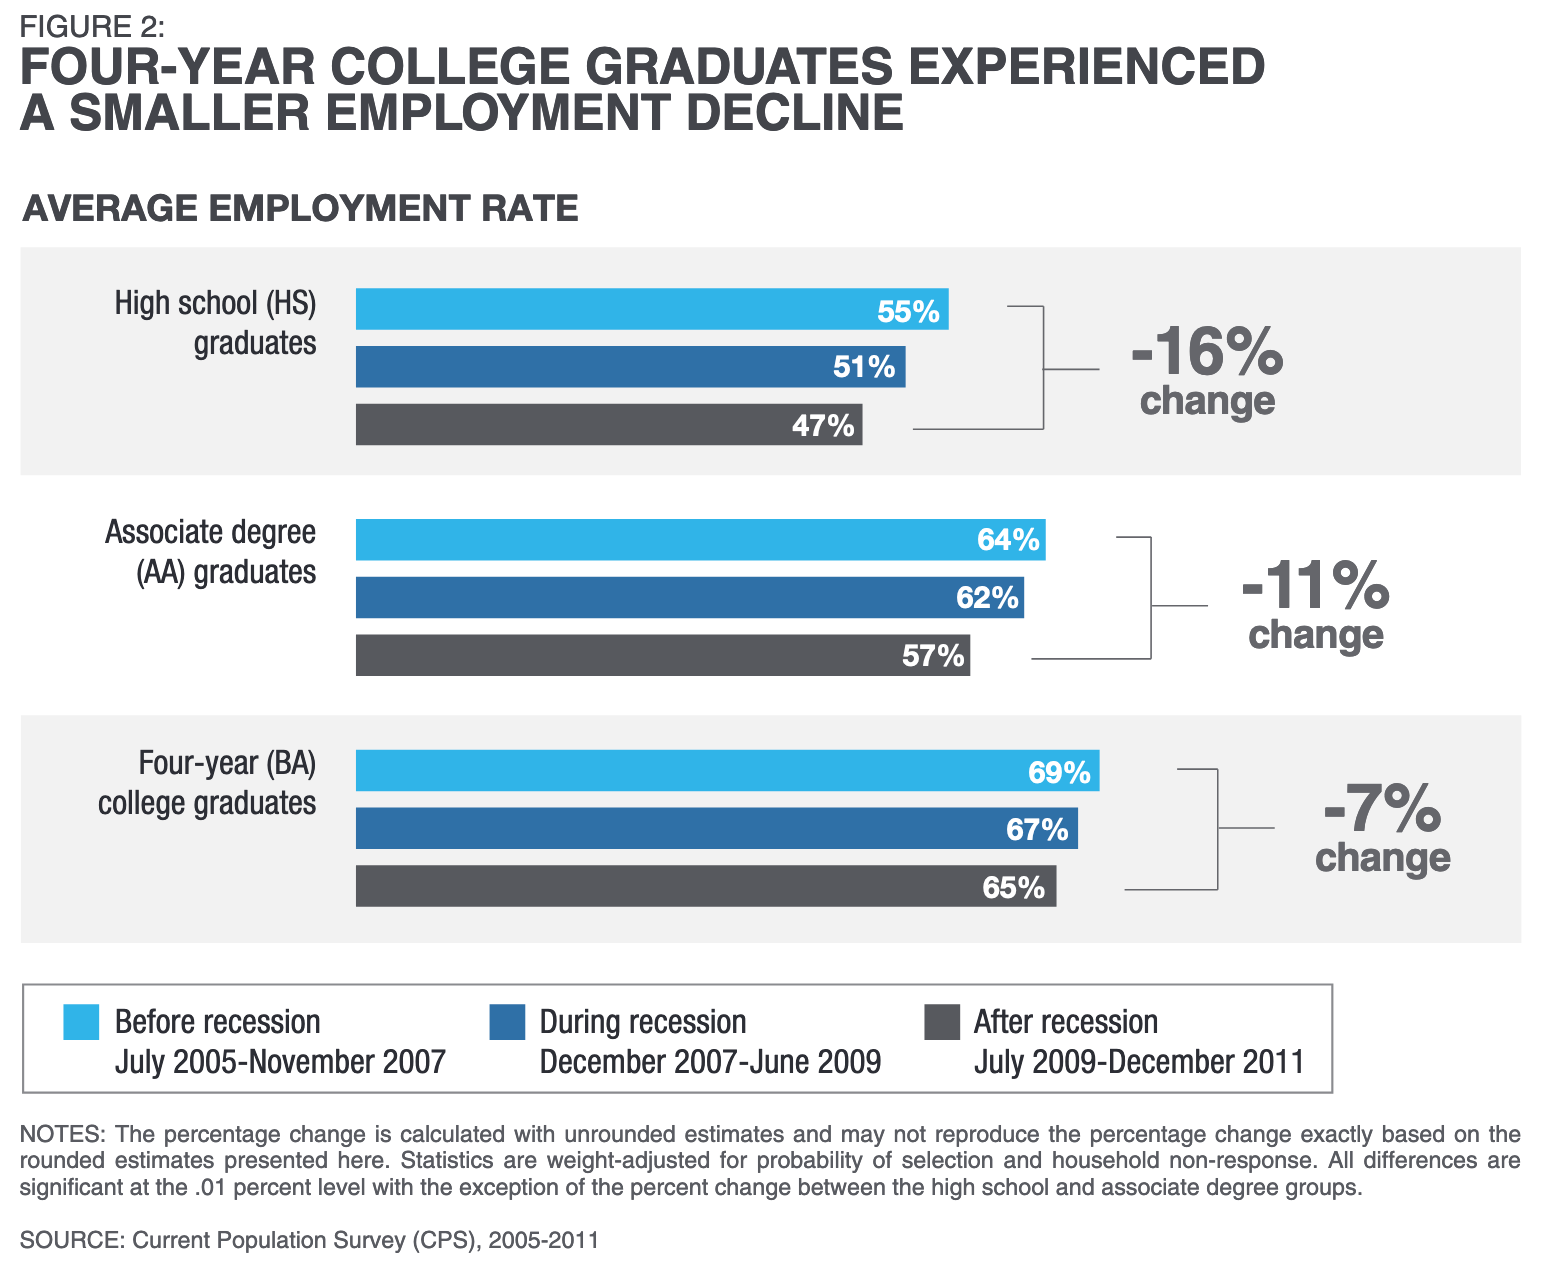 FIGURE 2:
FOUR-YEAR COLLEGE GRADUATES EXPERIENCED
A SMALLER EMPLOYMENT DECLINE
AVERAGE EMPLOYMENT RATE
High school (HS)
graduates
55%
51%
47%
-16%
change
Associate degree
(AA) graduates
64%
62%
57%
-11%
change
Four-year (BA)
college graduates
69%
67%
65%
-7%
change
Before recession
July 2005-November 2007
During recession
December 2007-June 2009
After recession
July 2009-December 2011
NOTES: The percentage change is calculated with unrounded estimates and may not reproduce the percentage change exactly based on the
rounded estimates presented here. Statistics are weight-adjusted for probability of selection and household non-response. All differences are
significant at the .01 percent level with the exception of the percent change between the high school and associate degree groups.
SOURCE: Current Population Survey (CPS), 2005-2011